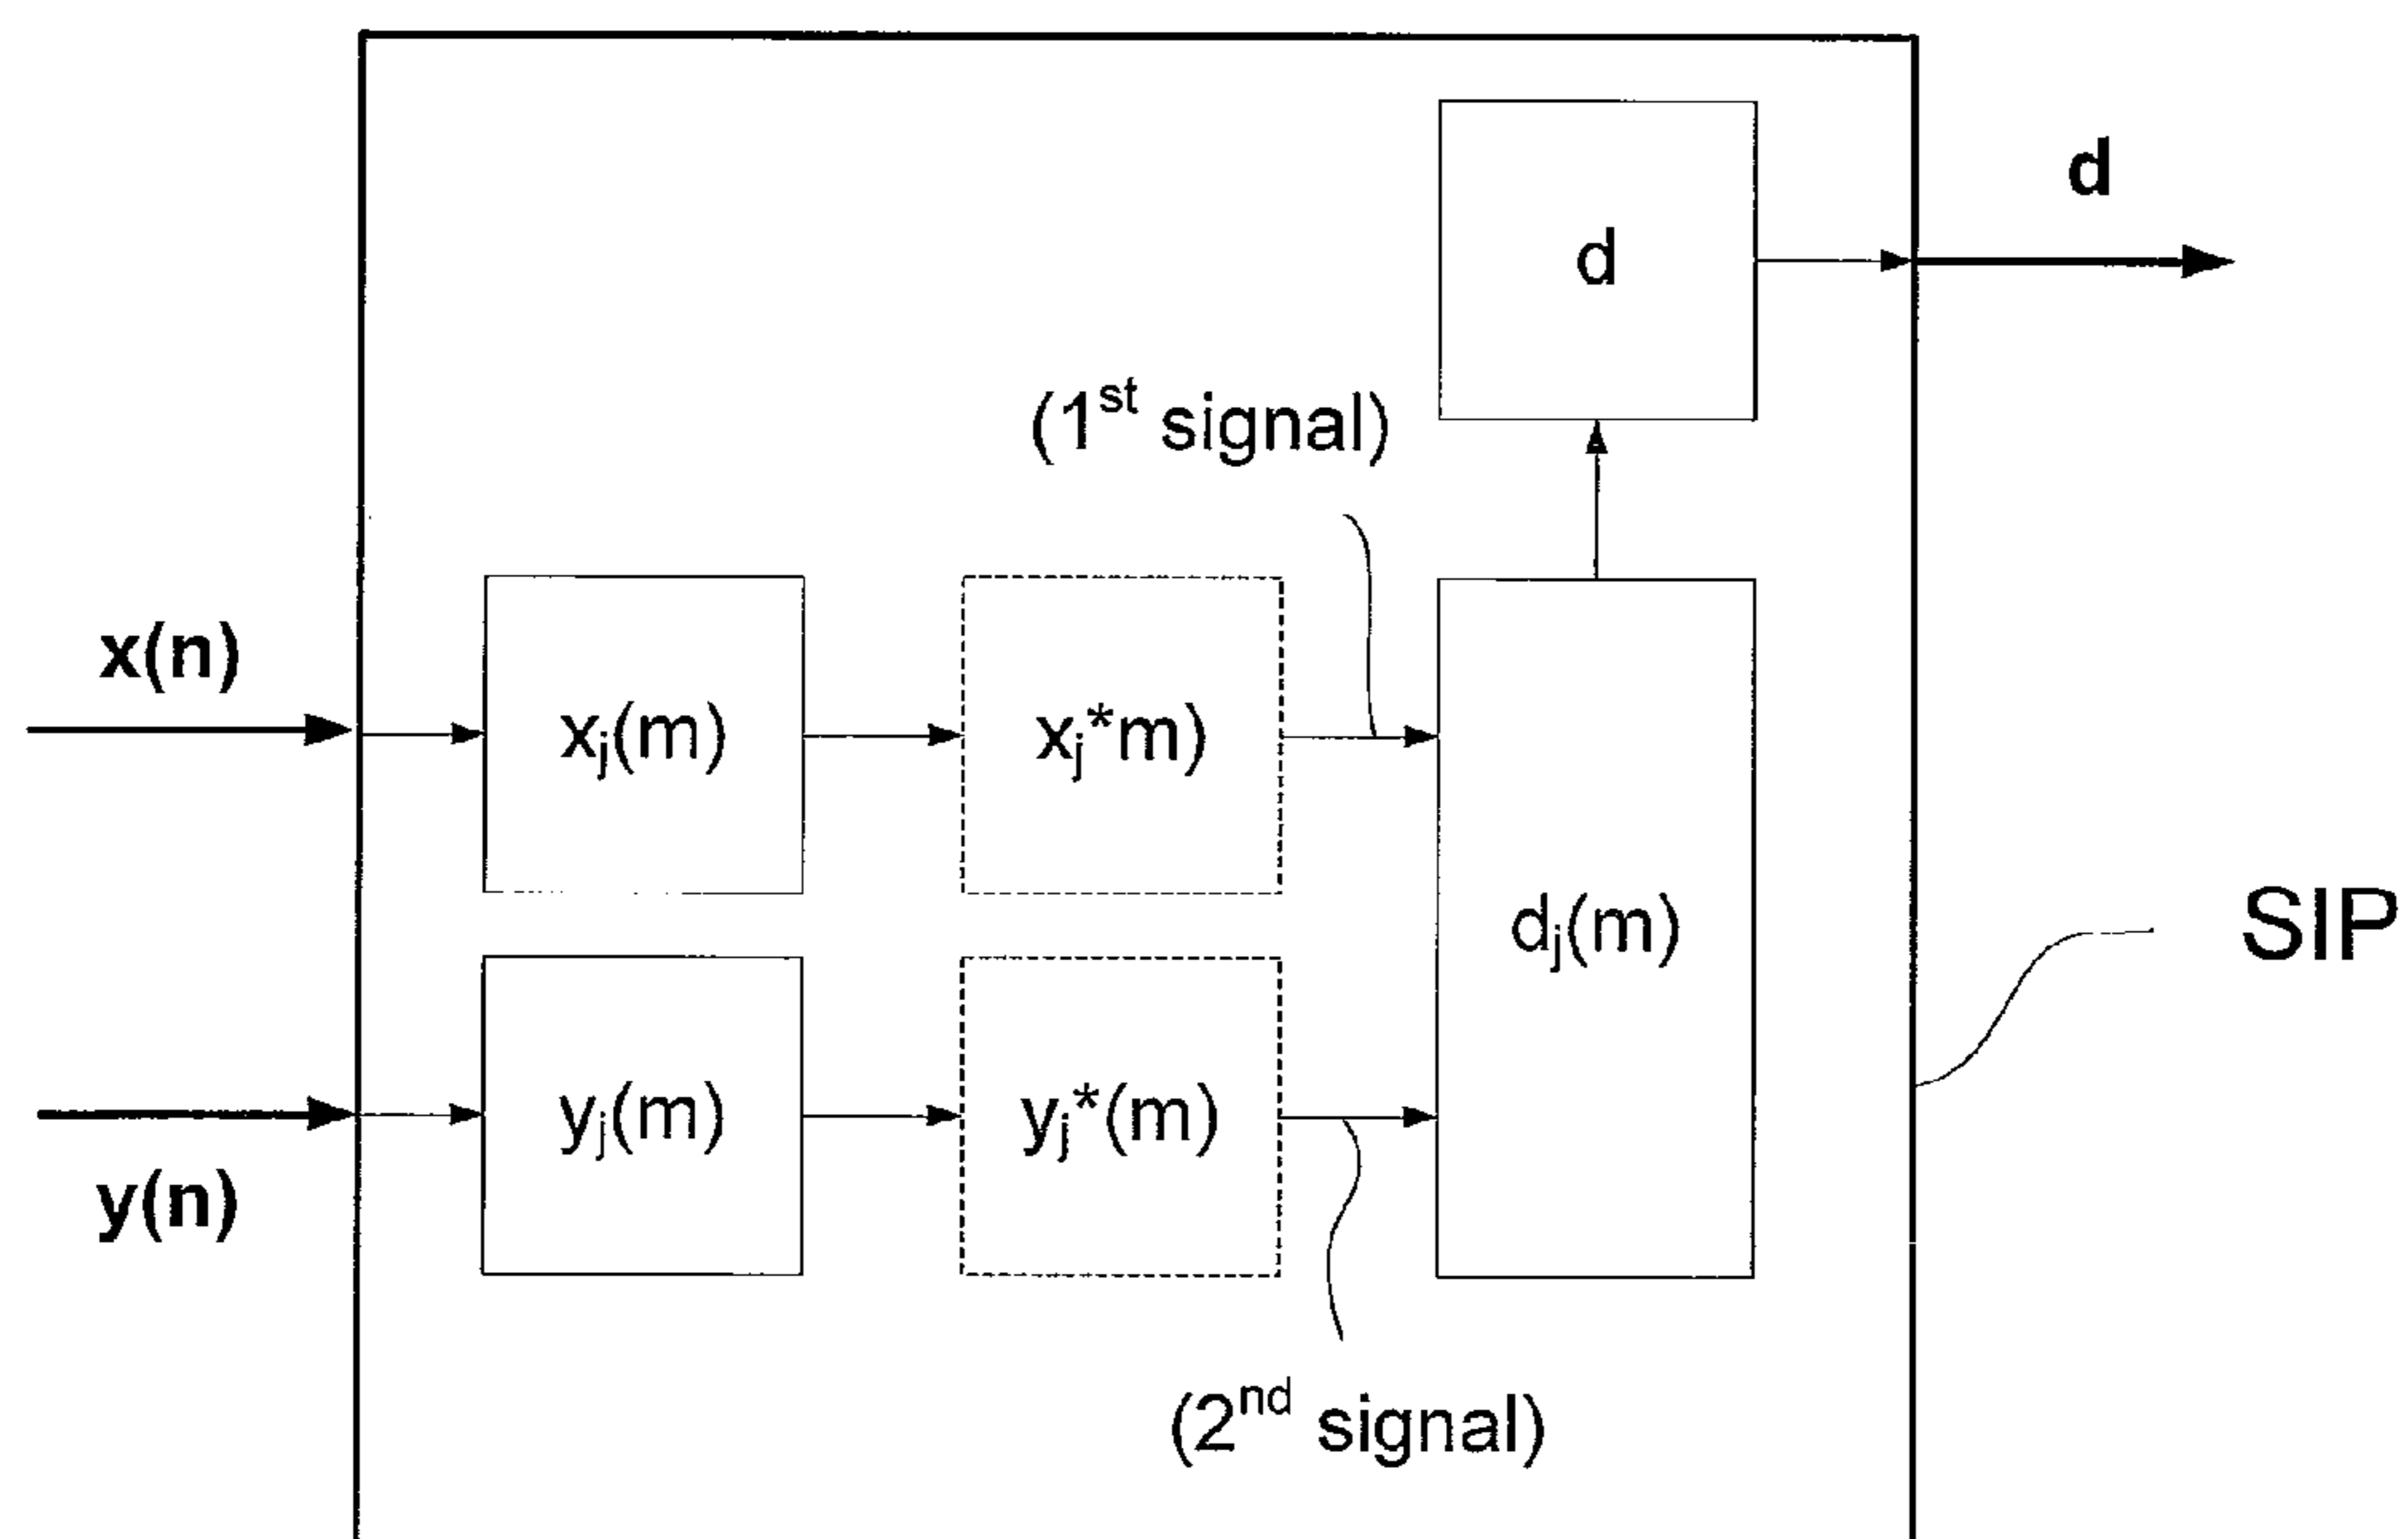 d
d
(1st signal)
x(n)
xj(m)
xj*m)
dj(m)
SIP
yj(m)
yj*(m)
y(n)
(2nd signal)